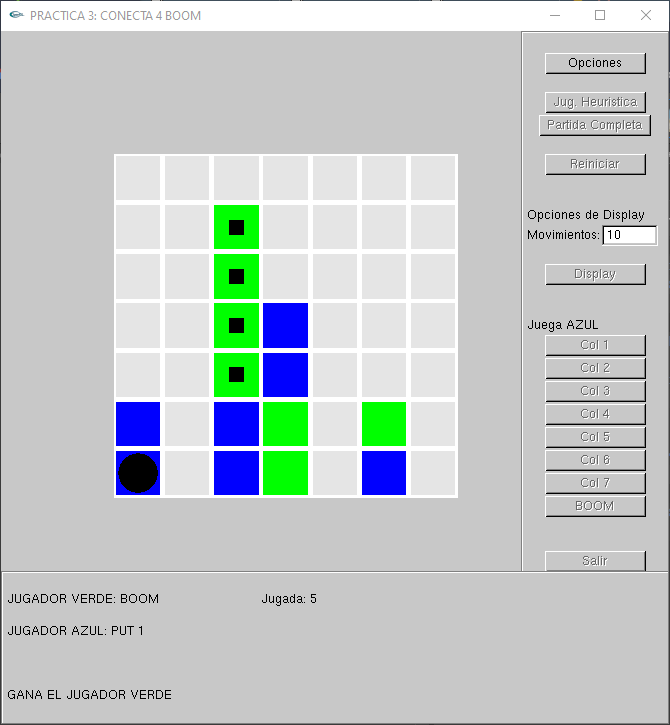 PRACTICA 3: CONECTA 4 BOOM
Opciones
Jug. Heuristica
Partida Completa
Reiniciar
Opciones de Display
Movimientos: 10
Display
Juega AZUL
Col 1
Col 2
Col 3
Col 4
Col 5
Col 6
Col 7
BOOM
Salir
JUGADOR VERDE: BOOM Jugada: 5
JUGADOR AZUL: PUT 1
GANA EL JUGADOR VERDE